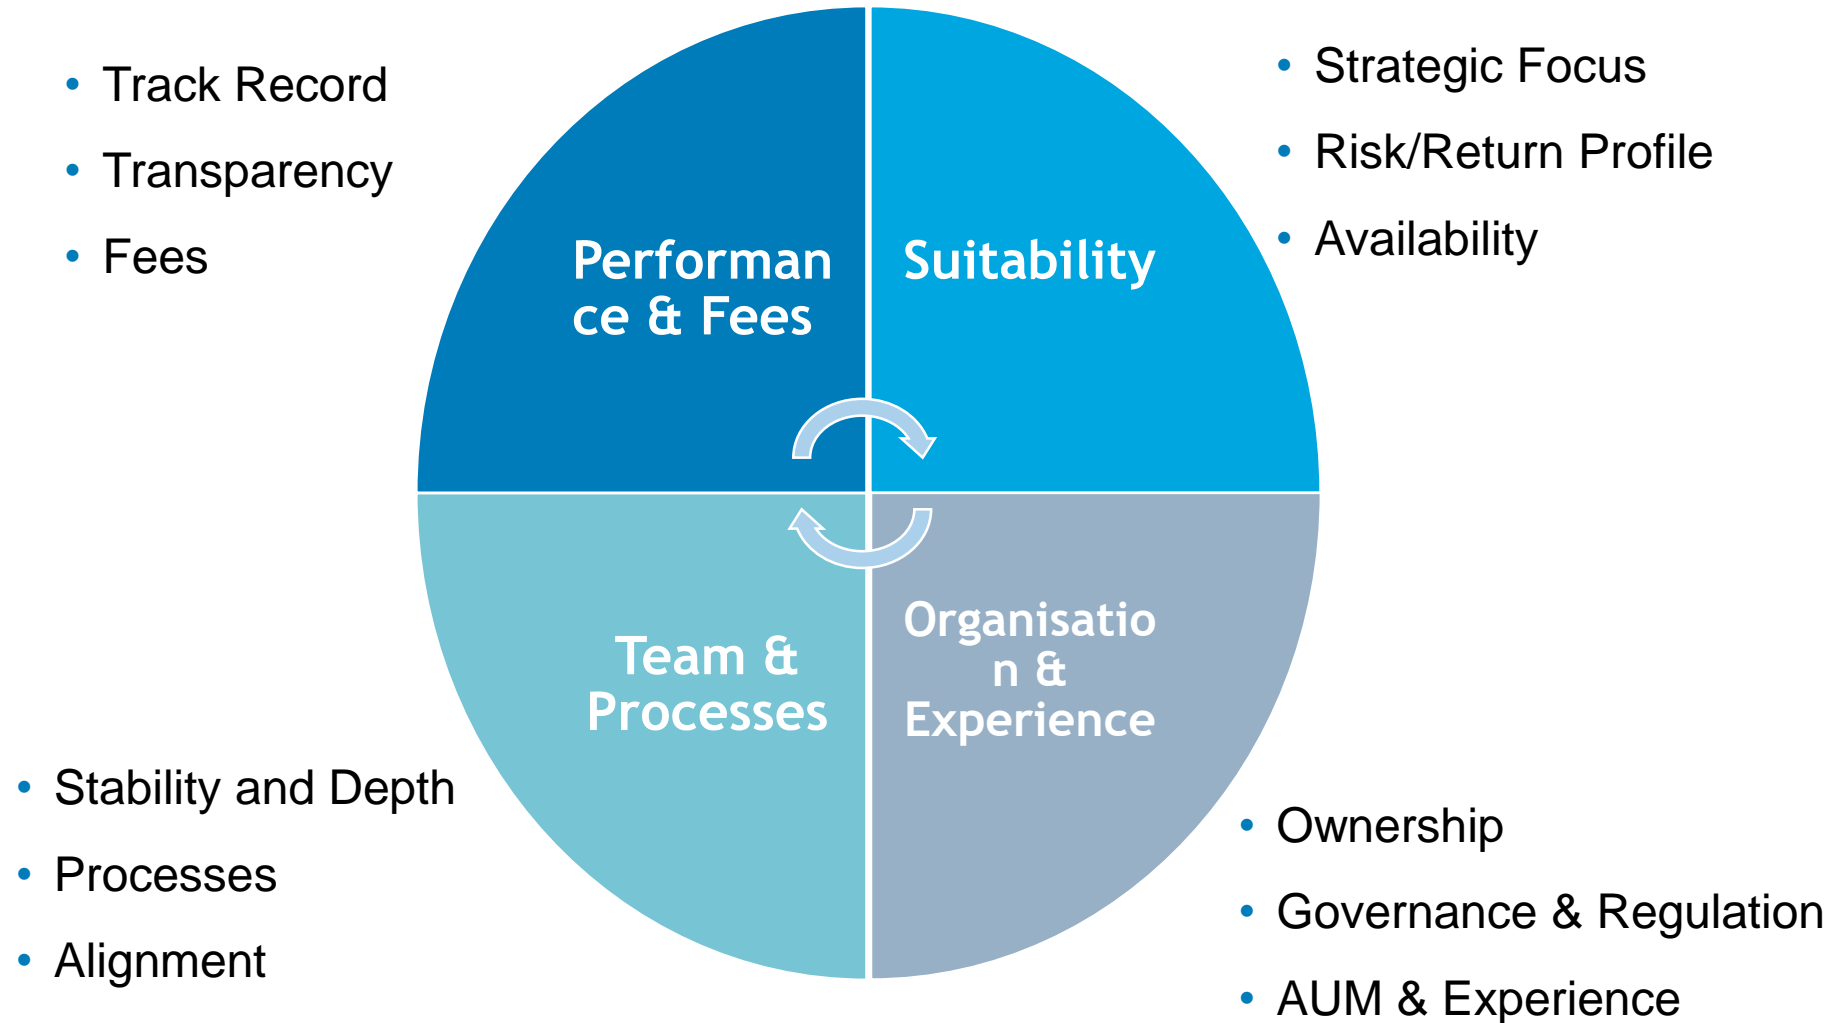 • Track Record
• Transparency
• Fees
Performan
ce & Fees
Suitability
• Strategic Focus
• Risk/Return Profile
• Availability
Team &
Processes
Organisatio
n &
Experience
• Stability and Depth
• Processes
• Alignment
• Ownership
• Governance & Regulation
• AUM & Experience